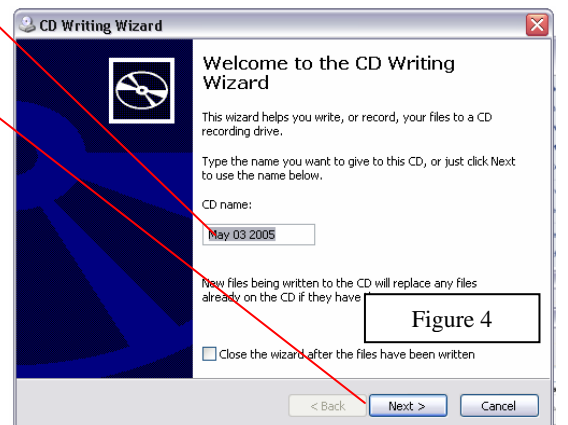 CD Writing Wizard
Welcome to the CD Writing
Wizard
This wizard helps you write, or record, your files to a CD
recording drive.
Type the name you want to give to this CD, or just click Next
to use the name below.
CD name:
May 03 2005
New files being written to the CD will replace any files
already on the CD if they have
Figure 4
Close the wizard after the files have been written
< Back
Next >
Cancel